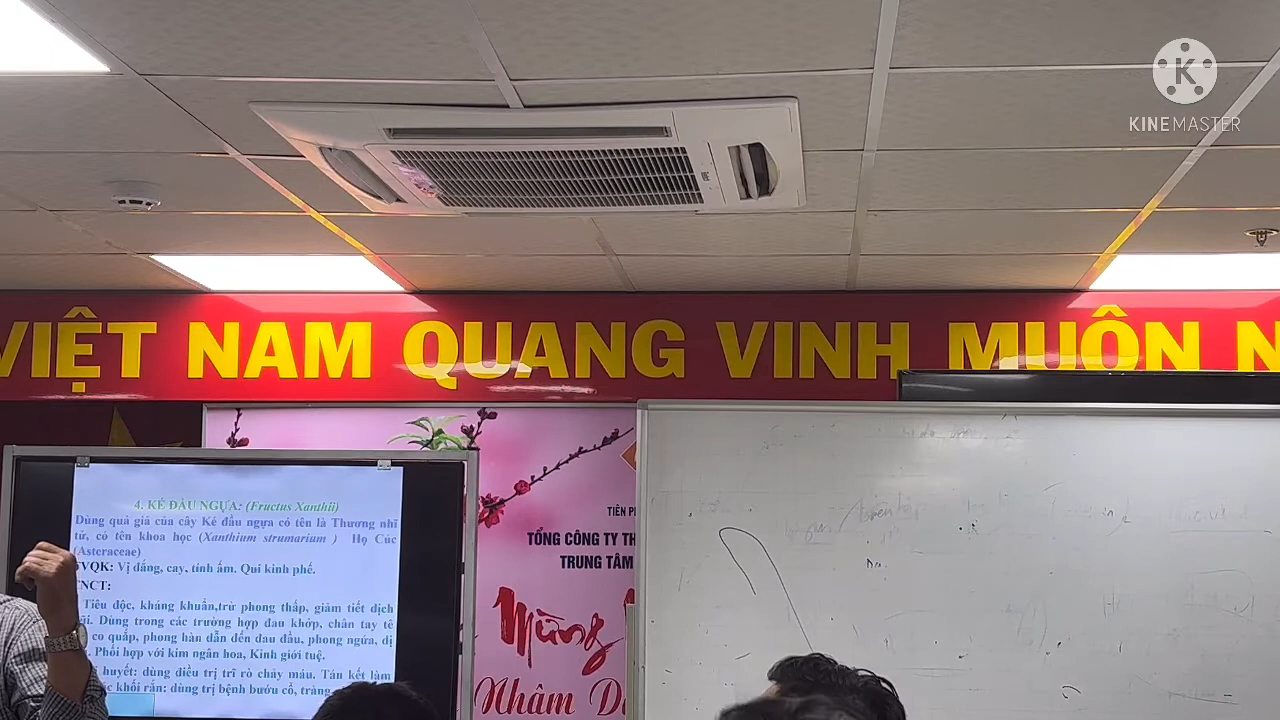 KINEMASTER
VIỆT NAM QUANG VINH MUÔN N
4. KÉ ĐẦU NGỰA: (Fructus Xanthii)
Dùng quả già của cây Ké đầu ngựa có tên là Thương nhĩ
tử, có tên khoa học (Xanthium strumarium ) Họ Cúc
(Asteraceae)
TVQK: Vị đắng, cay, tính ấm. Qui kinh phế.
TNCT:
Tiêu độc, kháng khuẩn,trừ phong thấp, giảm tiết dịch
Dùng trong các trường hợp đau khớp, chân tay tê
co quắp, phong hàn dẫn đến đau đầu, phong ngứa, dị
Phối hợp với kim ngân hoa, Kinh giới tuệ.
huyết: dùng điều trị trĩ rò chảy máu. Tán kết làm
khối rắn: dùng trị bệnh bướu cổ, tràng
TIÊN P
TỔNG CÔNG TY TH
TRUNG TÂM
Mừng
Nhâm D